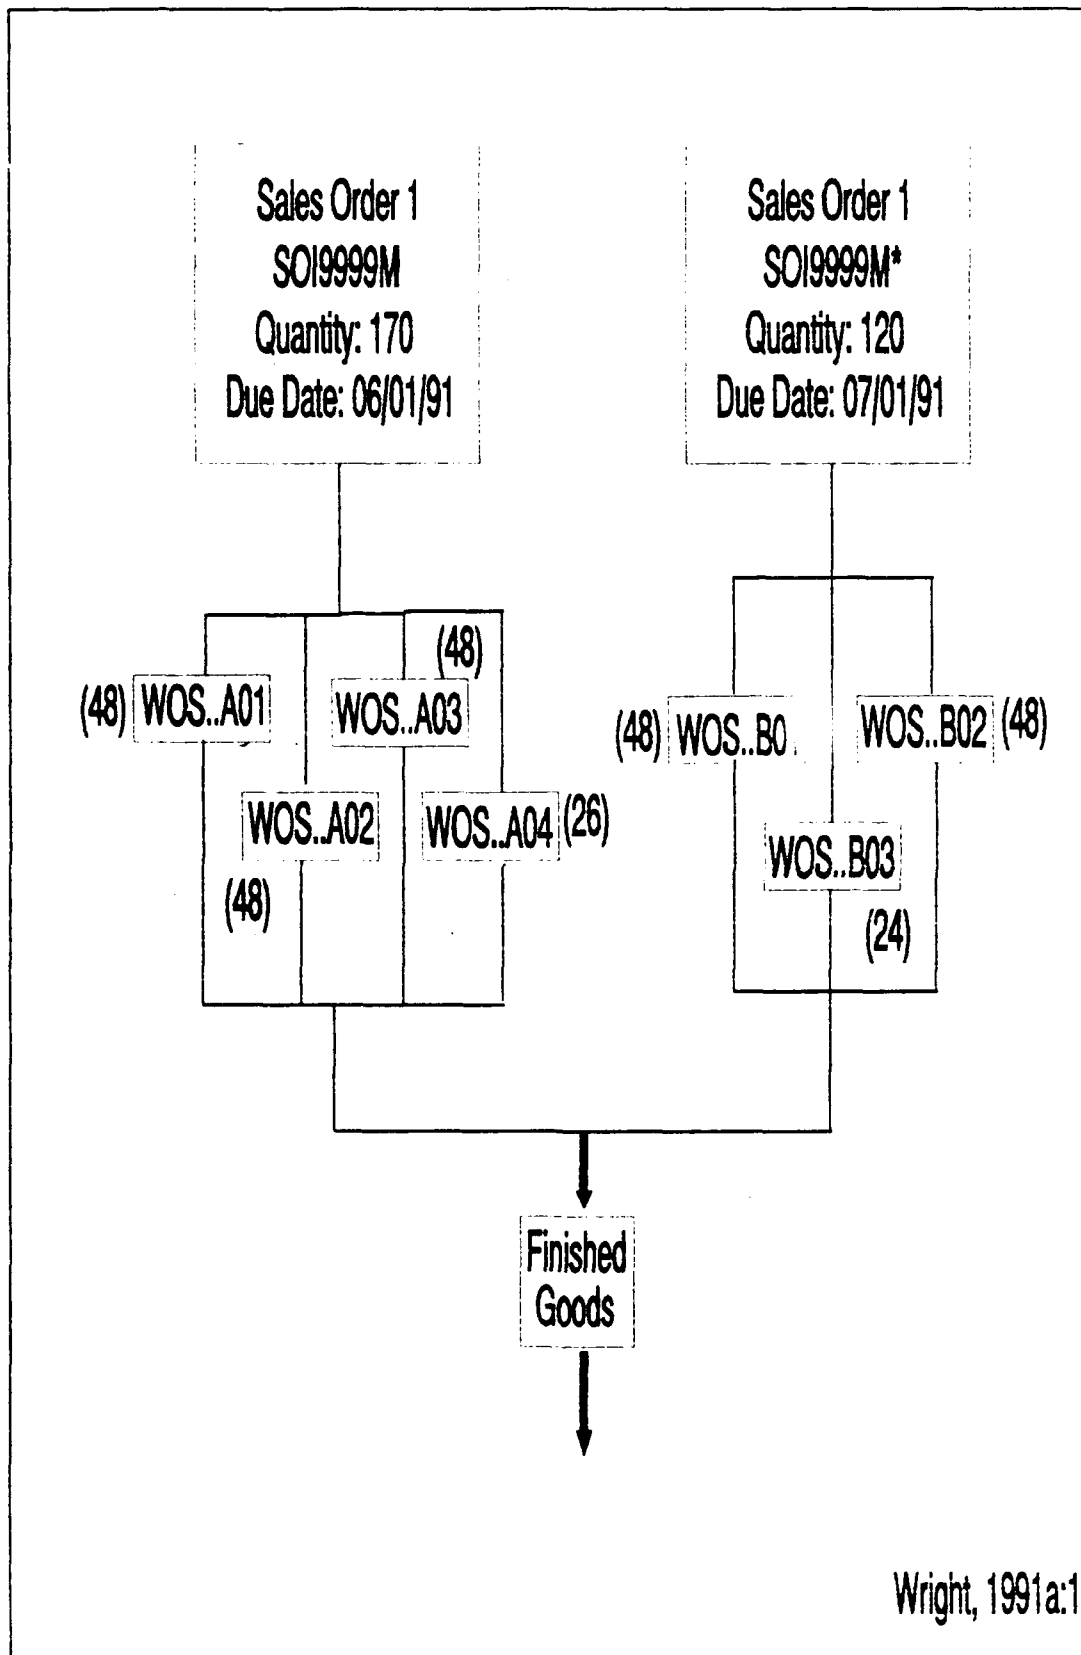 Sales Order 1
SOI9999M
Quantity: 170
Due Date: 06/01/91
Sales Order 1
SOI9999M*
Quantity: 120
Due Date: 07/01/91
(48)
(48) WOS..A01
WOS..A03
WOS..A02
WOS..A04 (26)
(48)
(48) WOS..B0
WOS..B02 (48)
WOS..B03
(24)
Finished
Goods
Wright, 1991a:1